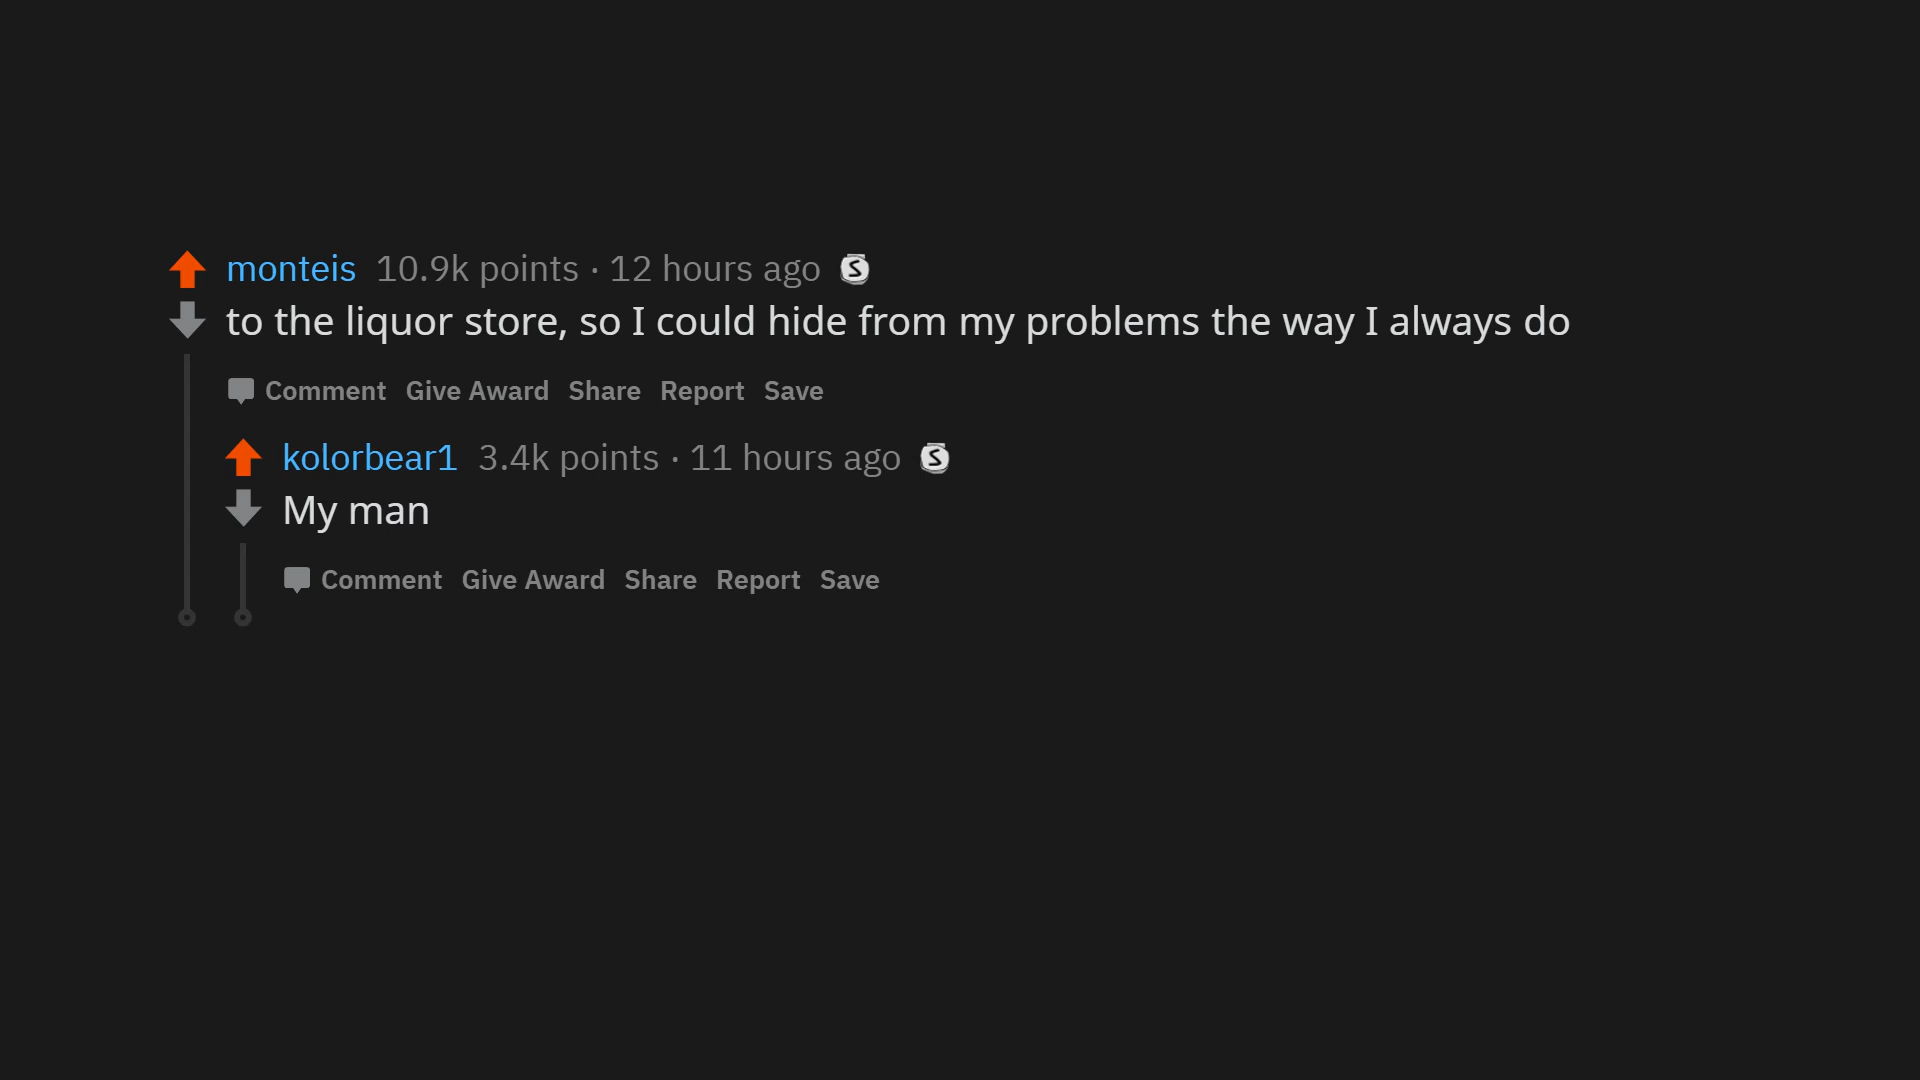 monteis 10.9k points · 12 hours ago S
to the liquor store, so I could hide from my problems the way I always do
Comment Give Award Share Report Save
kolorbear1 3.4k points · 11 hours ago S
My man
Comment Give Award Share Report Save